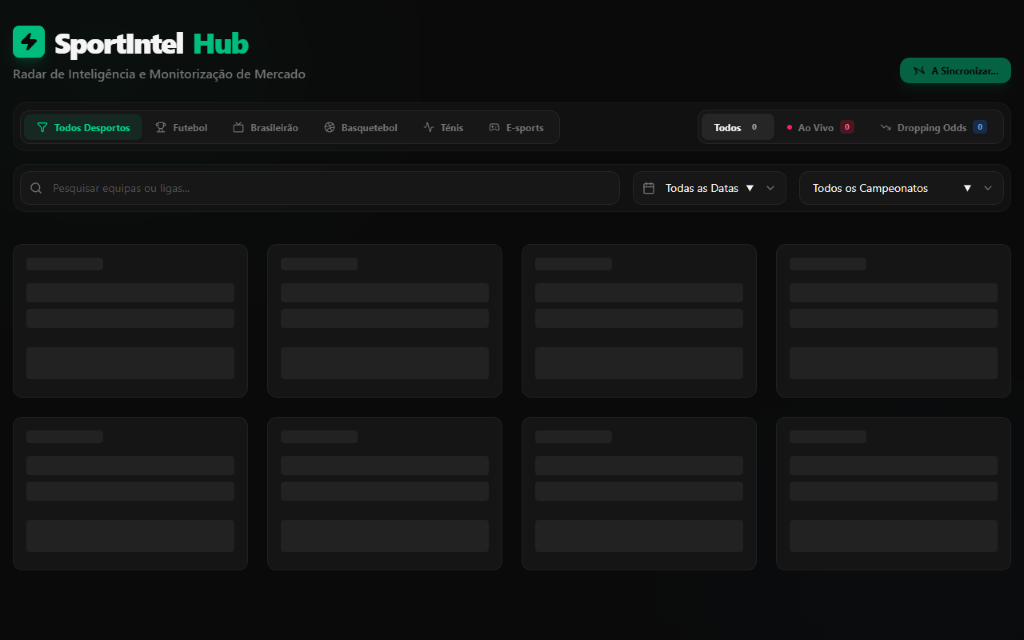 SportIntel Hub
Radar de Inteligência e Monitorização de Mercado
A Sincronizar...
Todos Desportos Futebol Brasileirão Basquetebol Ténis E-sports
Todos 0 Ao Vivo 0 Dropping Odds 0
Pesquisar equipas ou ligas...
Todas as Datas ▼
Todos os Campeonatos ▼